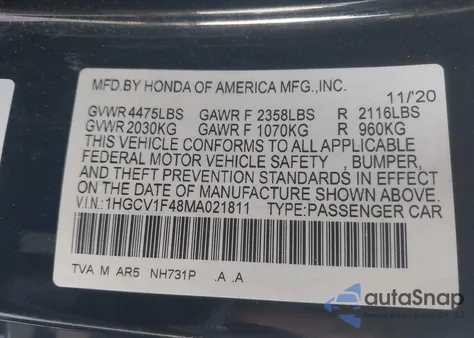 MFD.BY HONDA OF AMERICA MFG.,INC.
11/'20
GVWR 4475LBS GAWR F 2358LBS R 2116LBS
GVWR 2030KG GAWR F 1070KG R 960KG
THIS VEHICLE CONFORMS TO ALL APPLICABLE
FEDERAL MOTOR VEHICLE SAFETY , BUMPER,
AND THEFT PREVENTION STANDARDS IN EFFECT
ON THE DATE OF MANUFACTURE SHOWN ABOVE.
V.I.N.: 1HGCV1F48MA021811 TYPE:PASSENGER CAR
TVA M AR5 NH731P .A .A
autoSnap